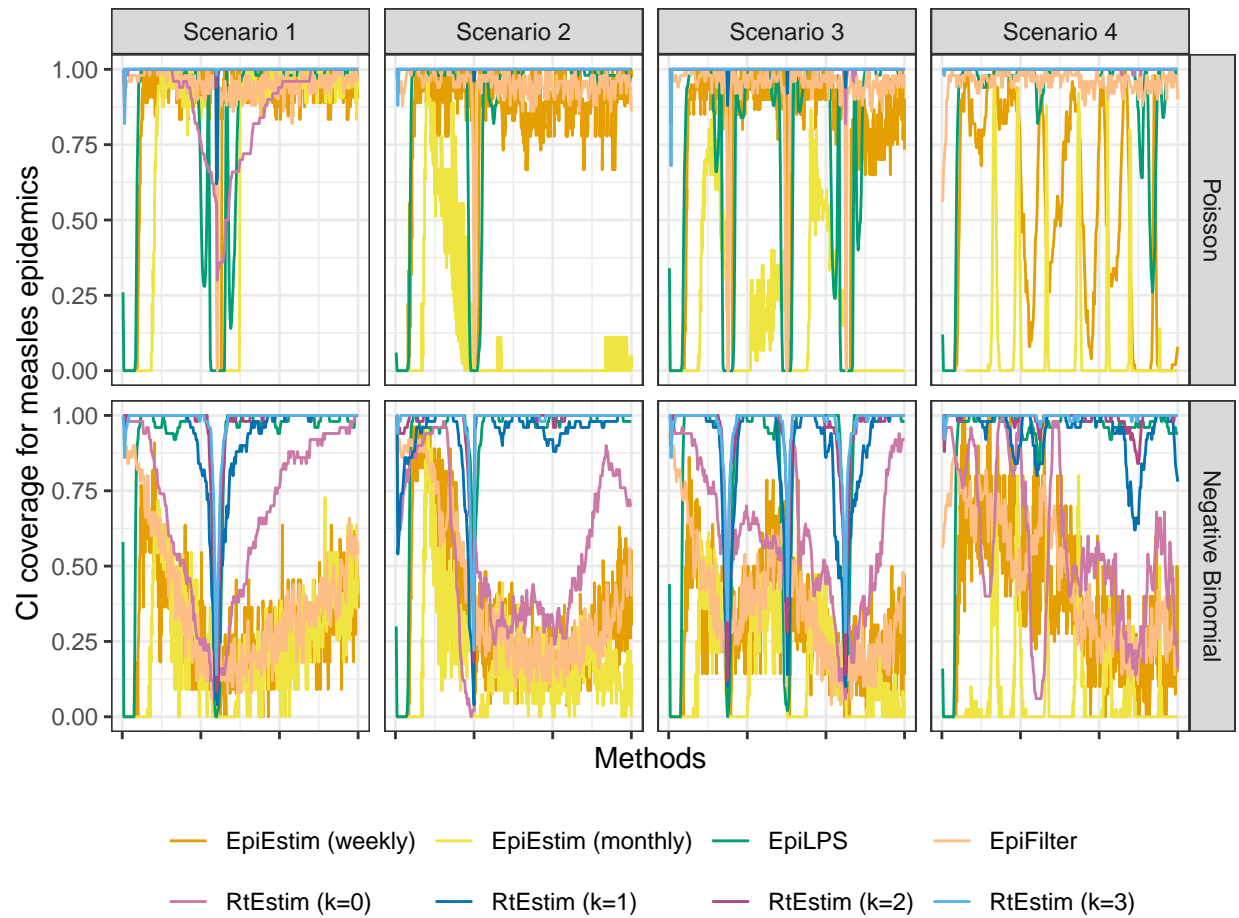 Scenario 1 Scenario 2 Scenario 3 Scenario 4
CI coverage for measles epidemics
1.00
0.75
0.50
0.25
0.00
Poisson
1.00
0.75
0.50
0.25
0.00
Negative Binomial
Methods
EpiEstim (weekly) EpiEstim (monthly) EpiLPS EpiFilter
RtEstim (k=0) RtEstim (k=1) RtEstim (k=2) RtEstim (k=3)